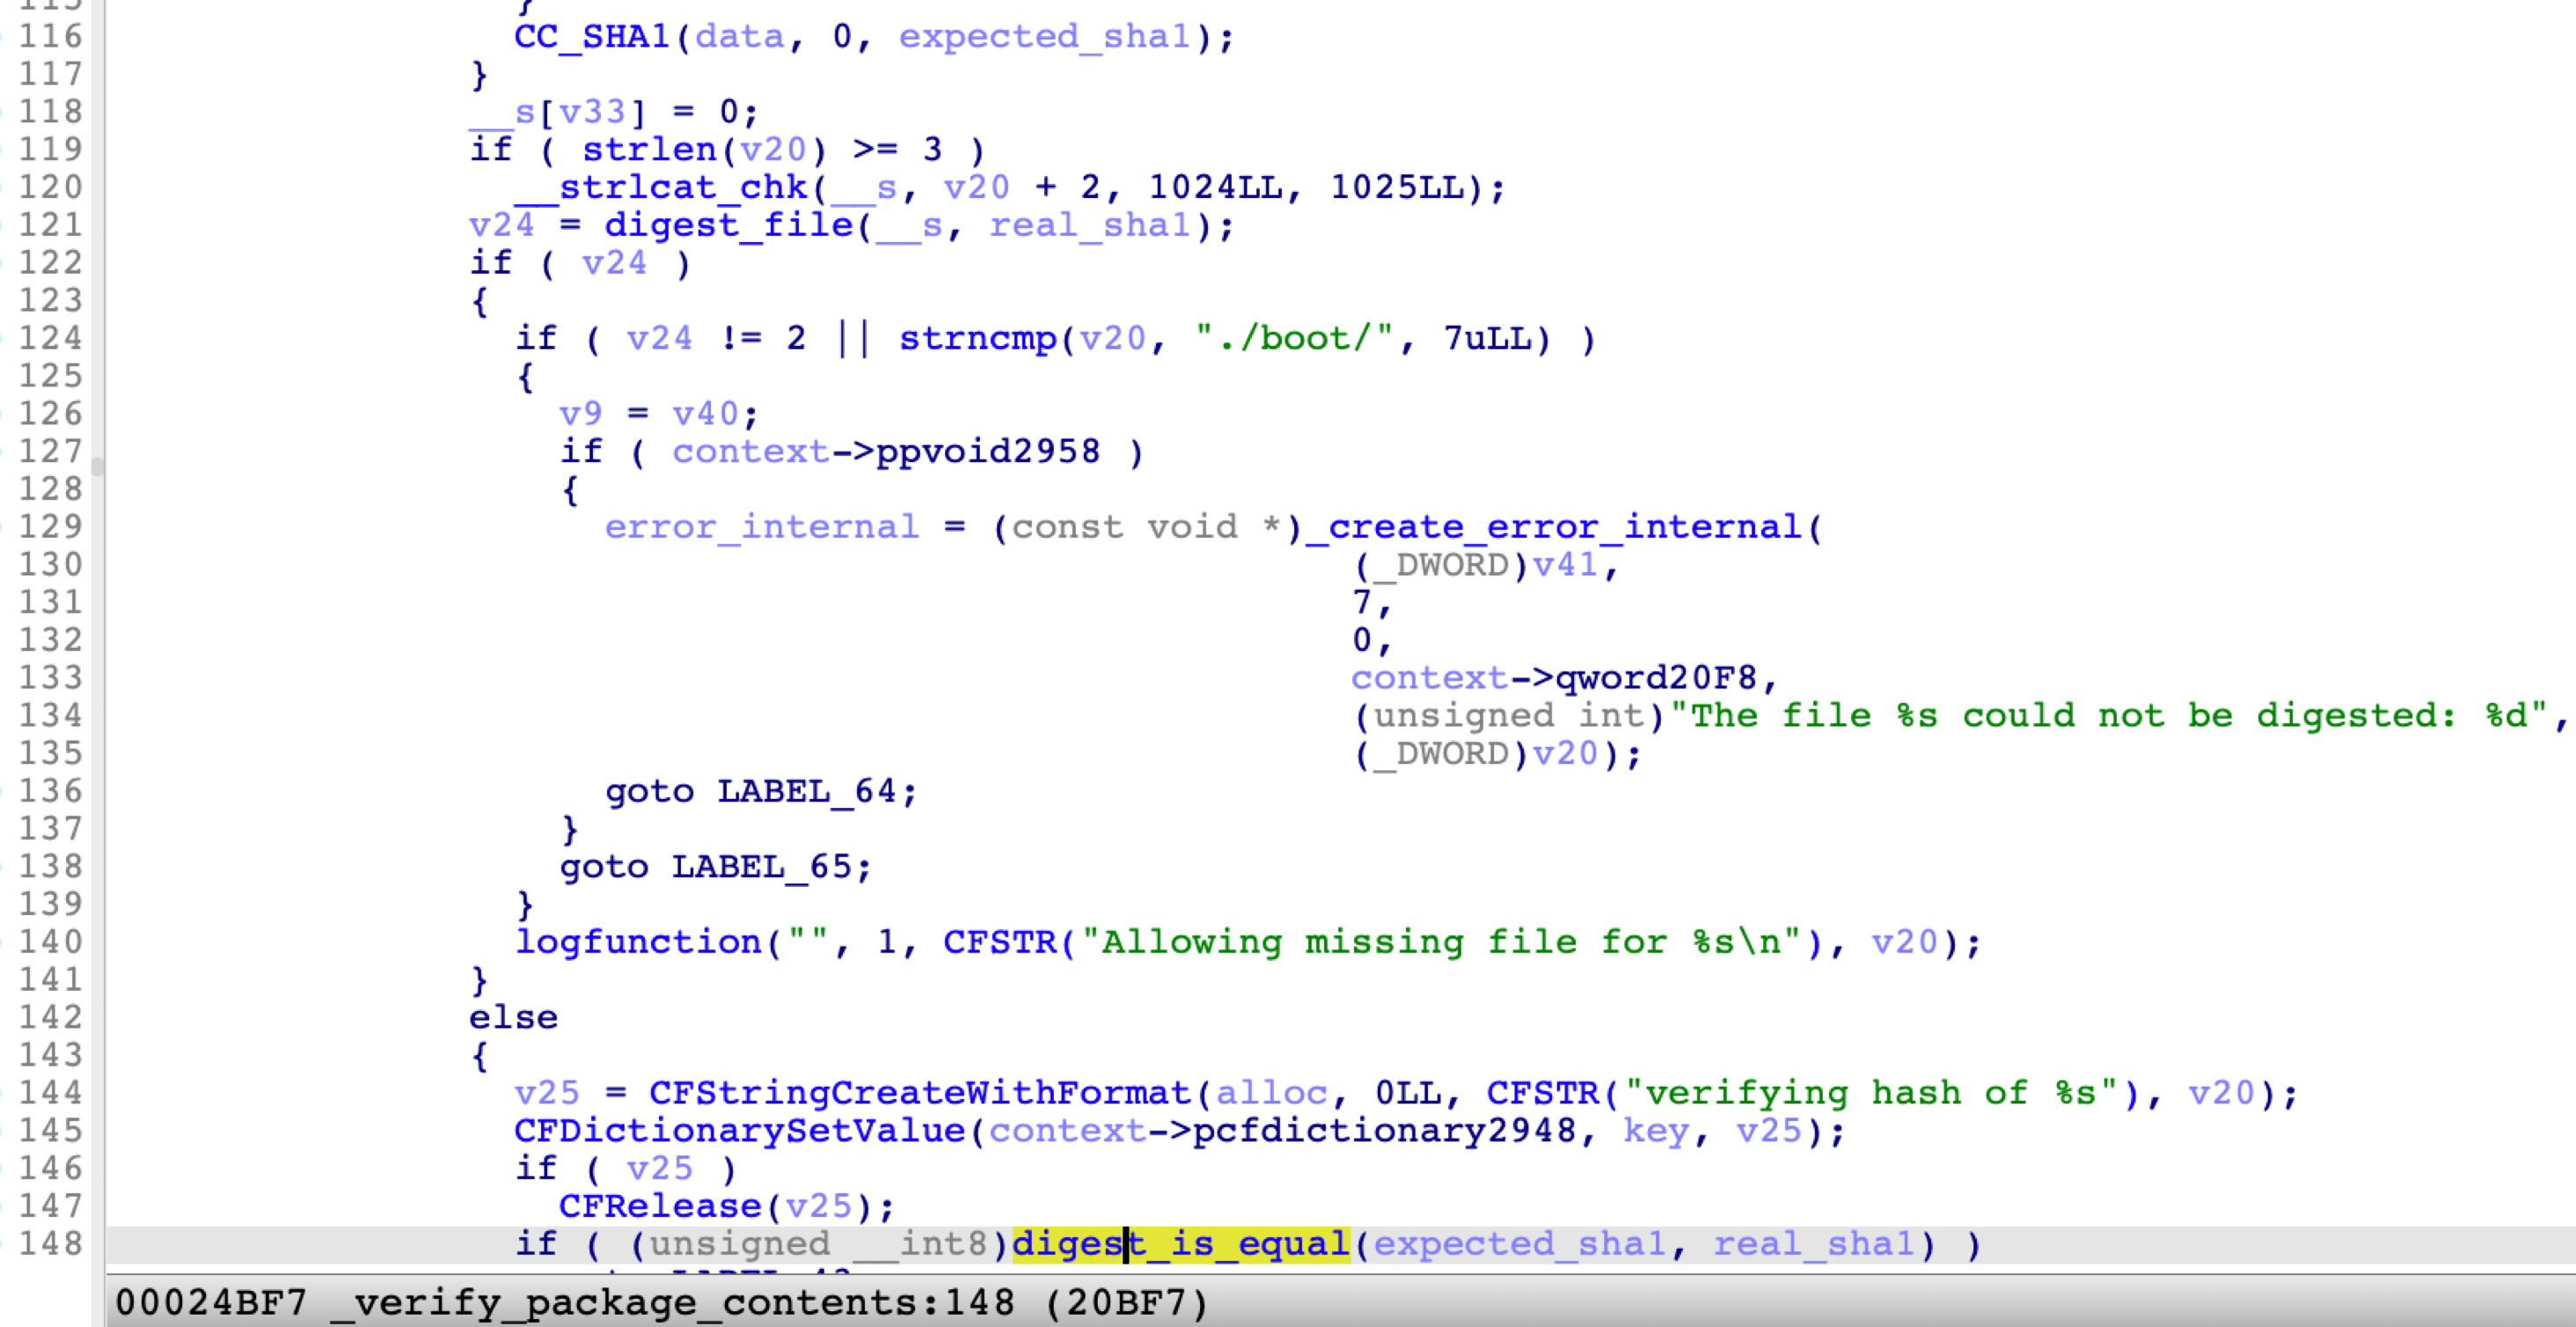 115 }
116 CC_SHA1(data, 0, expected_sha1);
117 }
118 __s[v33] = 0;
119 if ( strlen(v20) >= 3 )
120 __strlcat_chk(__s, v20 + 2, 1024LL, 1025LL);
121 v24 = digest_file(__s, real_sha1);
122 if ( v24 )
123 {
124 if ( v24 != 2 || strncmp(v20, "./boot/", 7uLL) )
125 {
126 v9 = v40;
127 if ( context->ppvoid2958 )
128 {
129 error_internal = (const void *)_create_error_internal(
130 (_DWORD)v41,
131 7,
132 0,
133 context->qword20F8,
134 (unsigned int)"The file %s could not be digested: %d",
135 (_DWORD)v20);
136 goto LABEL_64;
137 }
138 goto LABEL_65;
139 }
140 logfunction("", 1, CFSTR("Allowing missing file for %s\n"), v20);
141 }
142 else
143 {
144 v25 = CFStringCreateWithFormat(alloc, 0LL, CFSTR("verifying hash of %s"), v20);
145 CFDictionarySetValue(context->pcfdictionary2948, key, v25);
146 if ( v25 )
147 CFRelease(v25);
148 if ( (unsigned __int8)digest_is_equal(expected_sha1, real_sha1) )
00024BF7 _verify_package_contents:148 (20BF7)